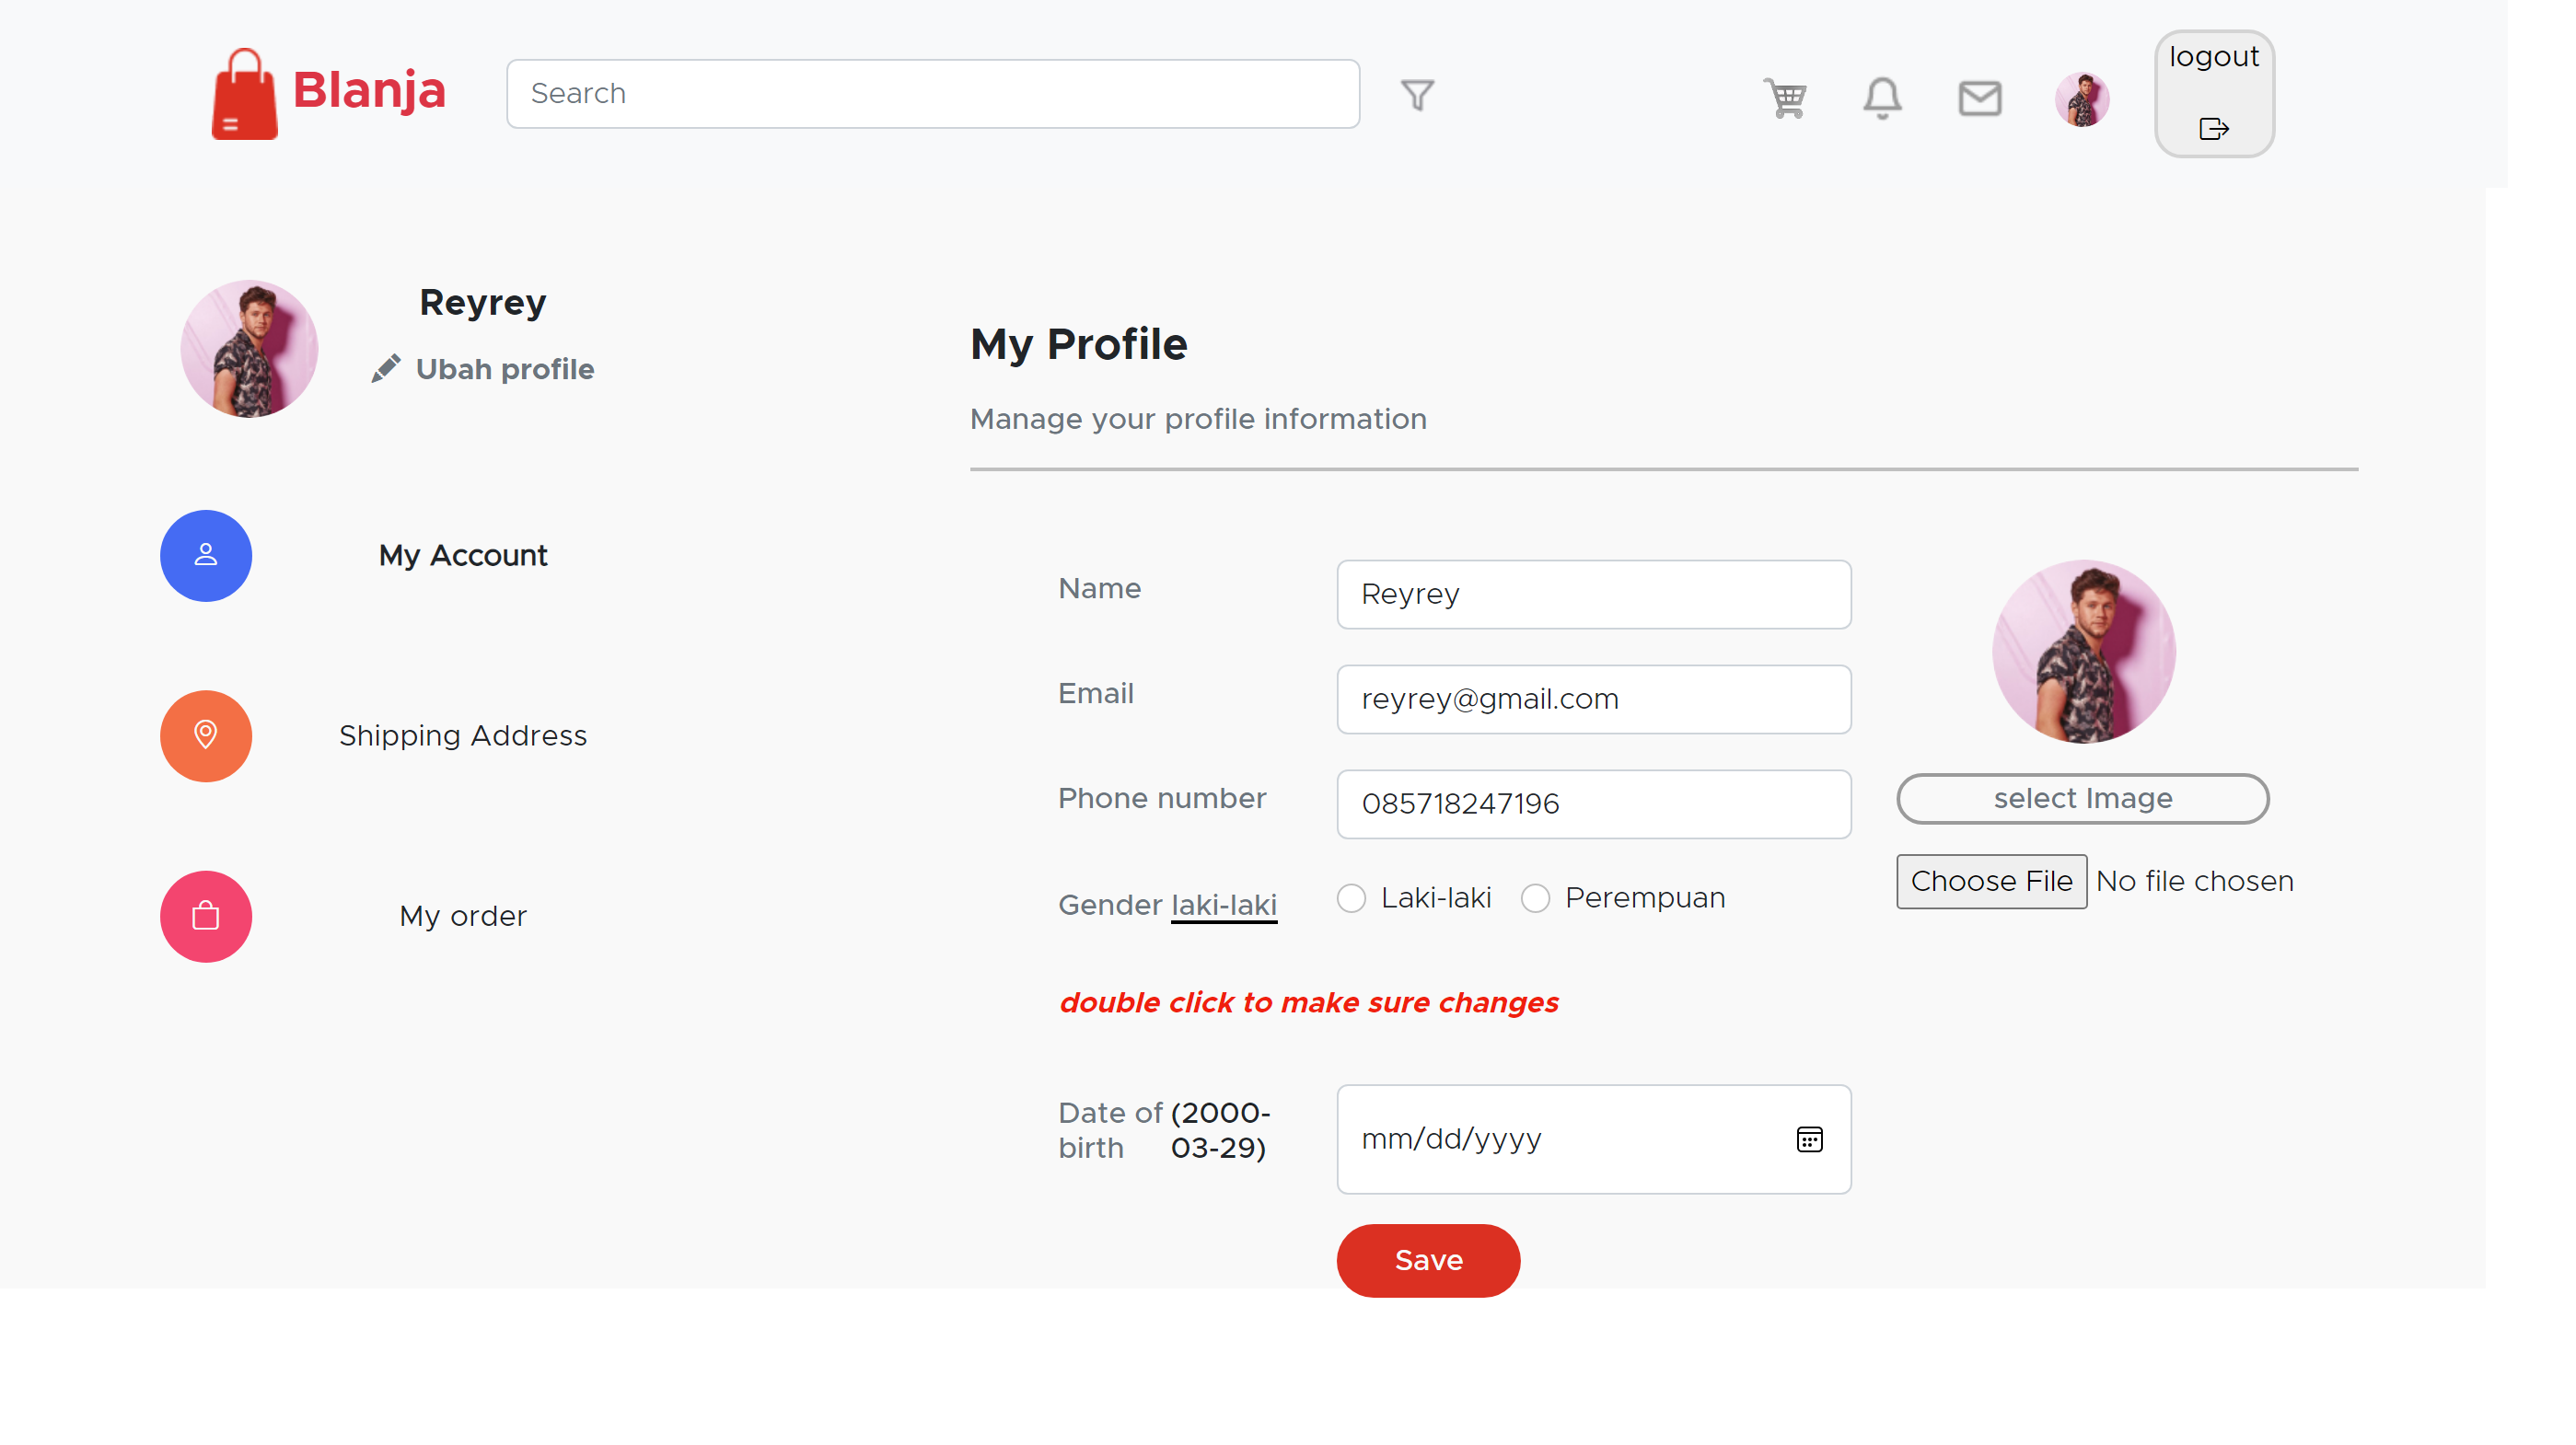 Blanja
Search
logout
Reyrey
Ubah profile
My Account
Shipping Address
My order
My Profile
Manage your profile information
Name
Reyrey
Email
reyrey@gmail.com
Phone number
085718247196
Gender laki-laki
Laki-laki
Perempuan
double click to make sure changes
Date of birth
(2000-
03-29)
mm/dd/yyyy
Save
select Image
Choose File No file chosen